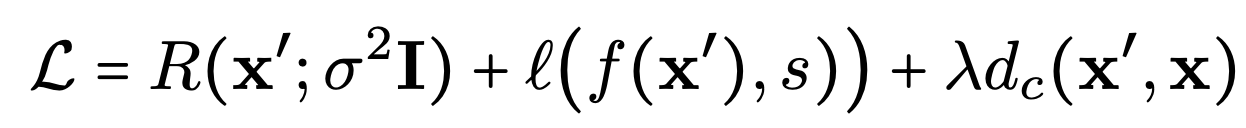 ℒ = R(𝐱′; σ²𝐈) + ℓ(f(𝐱′), s)) + λd_c(𝐱′, 𝐱)